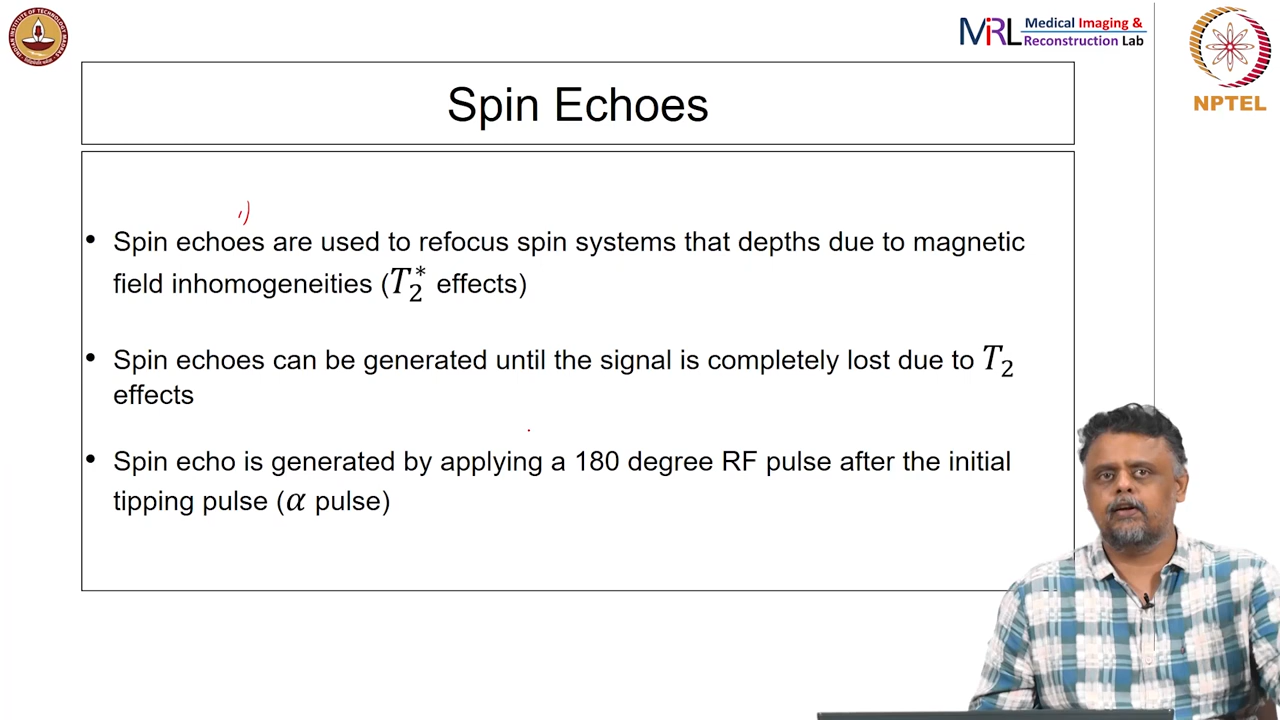 MiRL Medical Imaging &
Reconstruction Lab
NPTEL
Spin Echoes
• Spin echoes are used to refocus spin systems that depths due to magnetic
field inhomogeneities (T₂* effects)
• Spin echoes can be generated until the signal is completely lost due to T₂
effects
• Spin echo is generated by applying a 180 degree RF pulse after the initial
tipping pulse (α pulse)